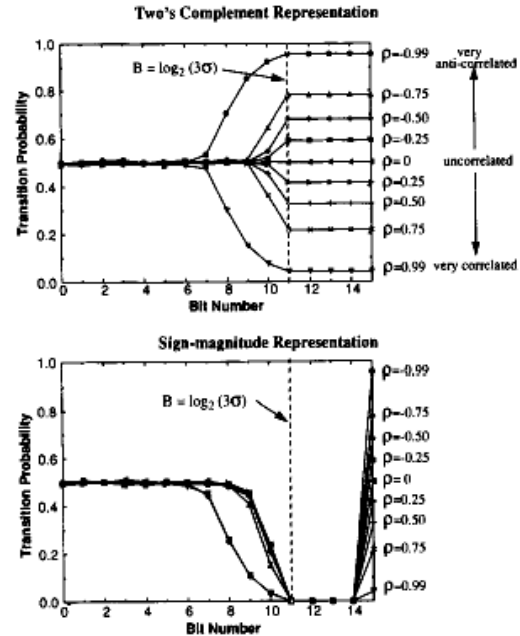 Two's Complement Representation
1.0
0.8
0.6
0.4
0.2
0.0
Transition Probability
B = log2 (3σ)
ρ=-0.99
ρ=-0.75
ρ=-0.50
ρ=-0.25
ρ=0
ρ=0.25
ρ=0.50
ρ=0.75
ρ=0.99
very
anti-correlated
uncorrelated
very correlated
0 2 4 6 8 10 12 14
Bit Number
Sign-magnitude Representation
1.0
0.8
0.6
0.4
0.2
0.0
Transition Probability
B = log2 (3σ)
ρ=-0.99
ρ=-0.75
ρ=-0.50
ρ=-0.25
ρ=0
ρ=0.25
ρ=0.50
ρ=0.75
ρ=0.99
0 2 4 6 8 10 12 14
Bit Number